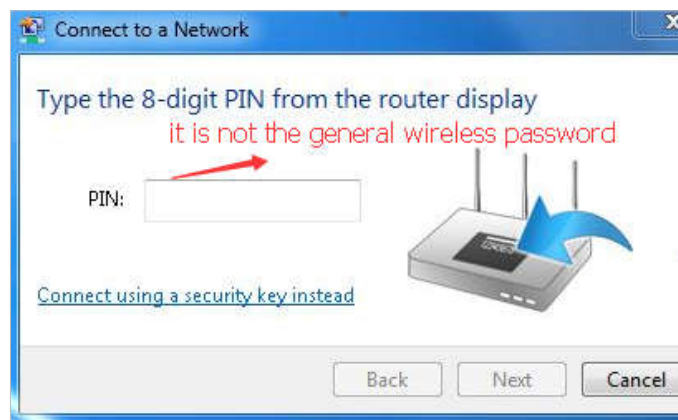 Connect to a Network
X
Type the 8-digit PIN from the router display
it is not the general wireless password
PIN:
Connect using a security key instead
Back
Next
Cancel